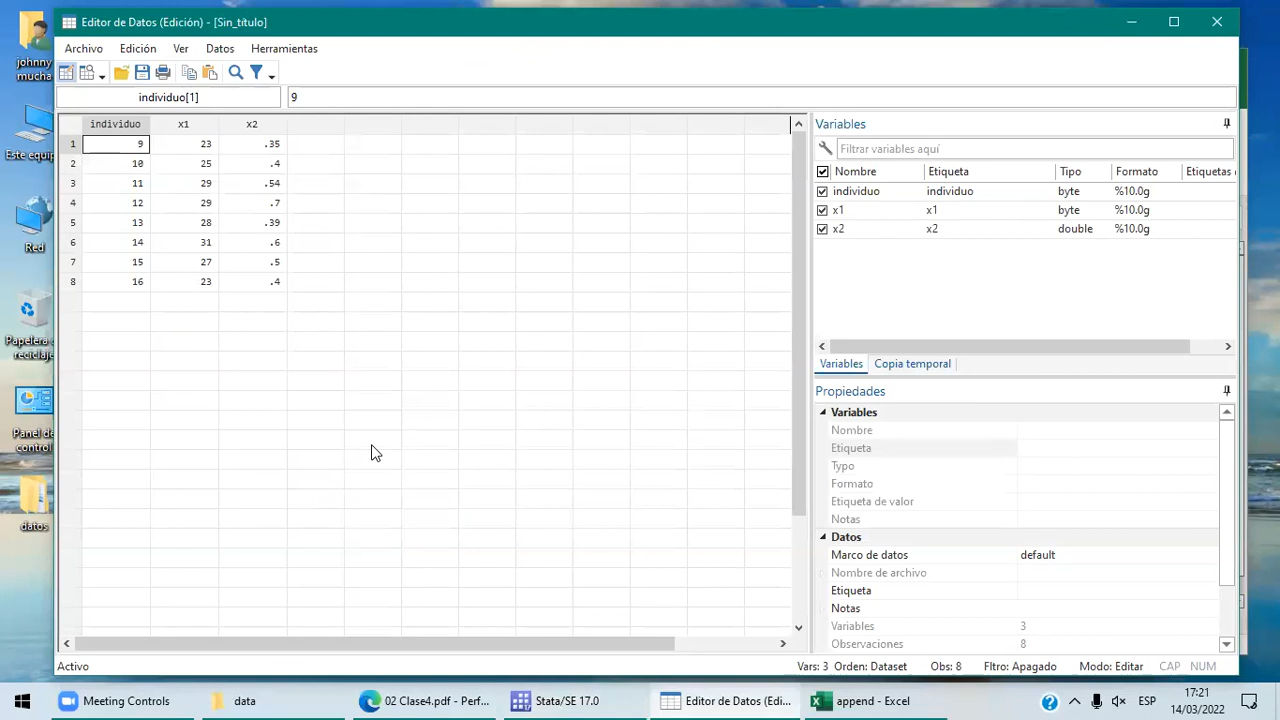 Editor de Datos (Edición) - [Sin_título]
Archivo Edición Ver Datos Herramientas
individuo[1] 9
individuo x1 x2
1 9 23 .35
2 10 25 .4
3 11 29 .54
4 12 29 .7
5 13 28 .39
6 14 31 .6
7 15 27 .5
8 16 23 .4
Variables
Filtrar variables aquí
Nombre Etiqueta Tipo Formato Etiquetas
individuo individuo byte %10.0g
x1 x1 byte %10.0g
x2 x2 double %10.0g
Variables Copia temporal
Propiedades
Variables
Nombre
Etiqueta
Typo
Formato
Etiqueta de valor
Notas
Datos
Marco de datos default
Nombre de archivo
Etiqueta
Notas
Variables 3
Observaciones 8
Activo Vars: 3 Orden: Dataset Obs: 8 Fltro: Apagado Modo: Editar CAP NUM
johnny
mucha
Este equip
Red
Papelera
reciclaje
Panel de
control
datos
Meeting Controls data 02 Clase4.pdf - Perf... Stata/SE 17.0 Editor de Datos (Edi... append - Excel ESP 17:21
14/03/2022